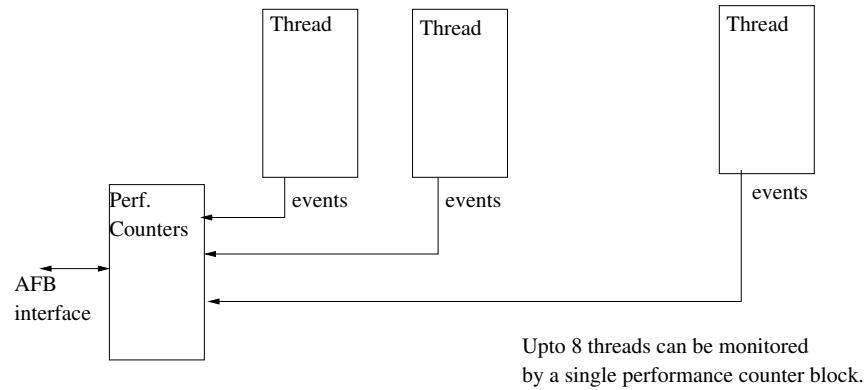 Thread
Thread
Thread
events
events
events
Perf.
Counters
AFB
interface
Upto 8 threads can be monitored
by a single performance counter block.